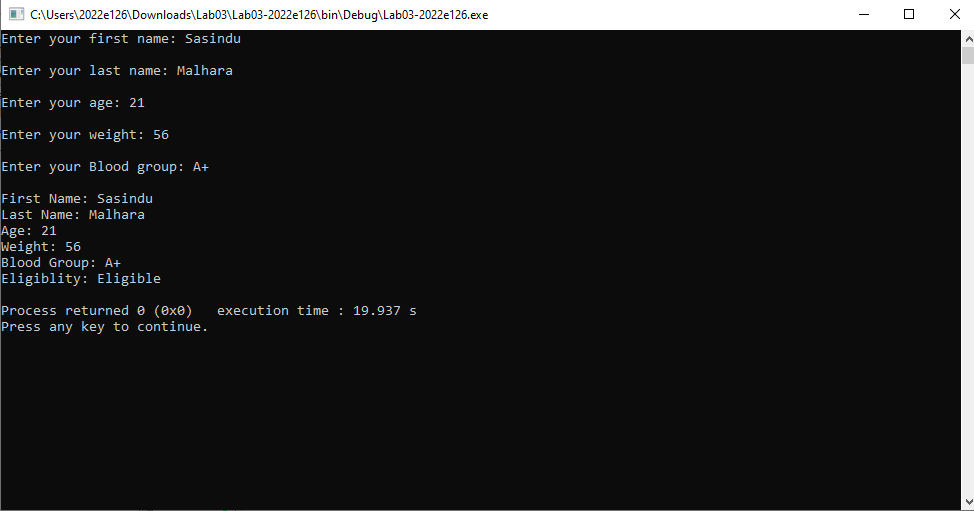 C:\Users\2022e126\Downloads\Lab03\Lab03-2022e126\bin\Debug\Lab03-2022e126.exe
Enter your first name: Sasindu
Enter your last name: Malhara
Enter your age: 21
Enter your weight: 56
Enter your Blood group: A+
First Name: Sasindu
Last Name: Malhara
Age: 21
Weight: 56
Blood Group: A+
Eligiblity: Eligible
Process returned 0 (0x0)   execution time : 19.937 s
Press any key to continue.